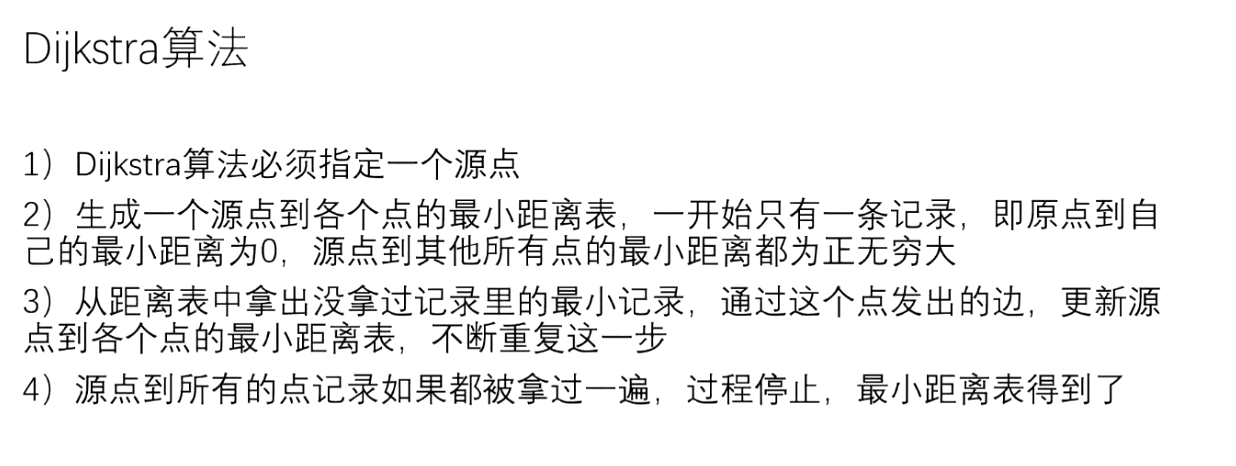 Dijkstra算法
1）Dijkstra算法必须指定一个源点
2）生成一个源点到各个点的最小距离表，一开始只有一条记录，即原点到自
己的最小距离为0，源点到其他所有点的最小距离都为正无穷大
3）从距离表中拿出没拿过记录里的最小记录，通过这个点发出的边，更新源
点到各个点的最小距离表，不断重复这一步
4）源点到所有的点记录如果都被拿过一遍，过程停止，最小距离表得到了